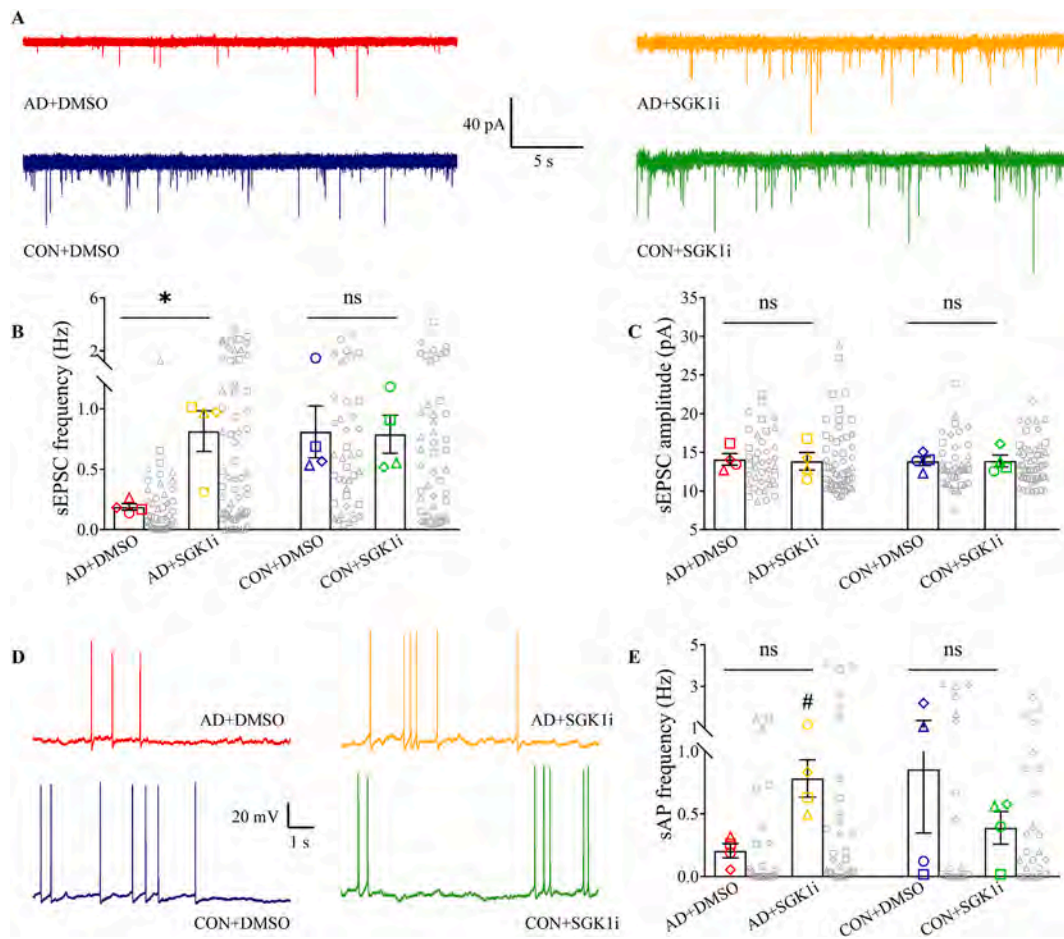 A
AD+DMSO
AD+SGK1i
40 pA
5 s
CON+DMSO
CON+SGK1i
B
sEPSC frequency (Hz)
6
2
1.0
0.5
0.0
*
ns
AD+DMSO
AD+SGK1i
CON+DMSO
CON+SGK1i
C
sEPSC amplitude (pA)
35
30
25
20
15
10
5
ns
ns
AD+DMSO
AD+SGK1i
CON+DMSO
CON+SGK1i
D
AD+DMSO
AD+SGK1i
20 mV
1 s
CON+DMSO
CON+SGK1i
E
sAP frequency (Hz)
5
3
1
1.0
0.5
0.0
ns
ns
#
AD+DMSO
AD+SGK1i
CON+DMSO
CON+SGK1i